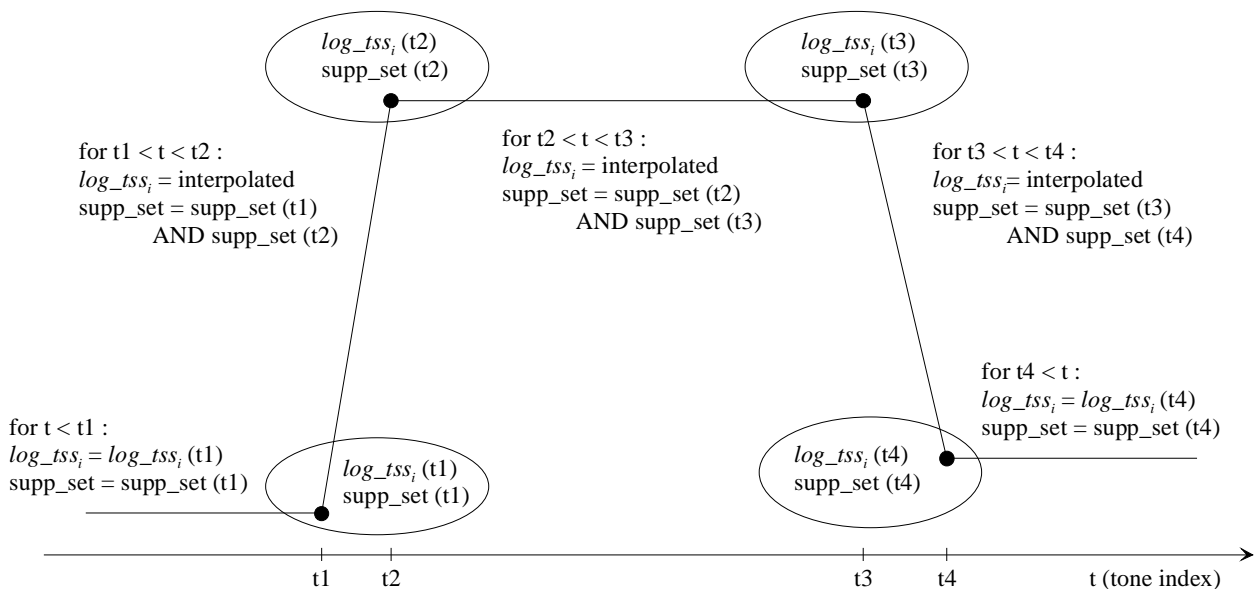 log_tss_i (t2)
supp_set (t2)
log_tss_i (t3)
supp_set (t3)
for t1 < t < t2 :
log_tss_i = interpolated
supp_set = supp_set (t1)
AND supp_set (t2)
for t2 < t < t3 :
log_tss_i = interpolated
supp_set = supp_set (t2)
AND supp_set (t3)
for t3 < t < t4 :
log_tss_i= interpolated
supp_set = supp_set (t3)
AND supp_set (t4)
for t < t1 :
log_tss_i = log_tss_i (t1)
supp_set = supp_set (t1)
log_tss_i (t1)
supp_set (t1)
log_tss_i (t4)
supp_set (t4)
for t4 < t :
log_tss_i = log_tss_i (t4)
supp_set = supp_set (t4)
t1 t2 t3 t4 t (tone index)